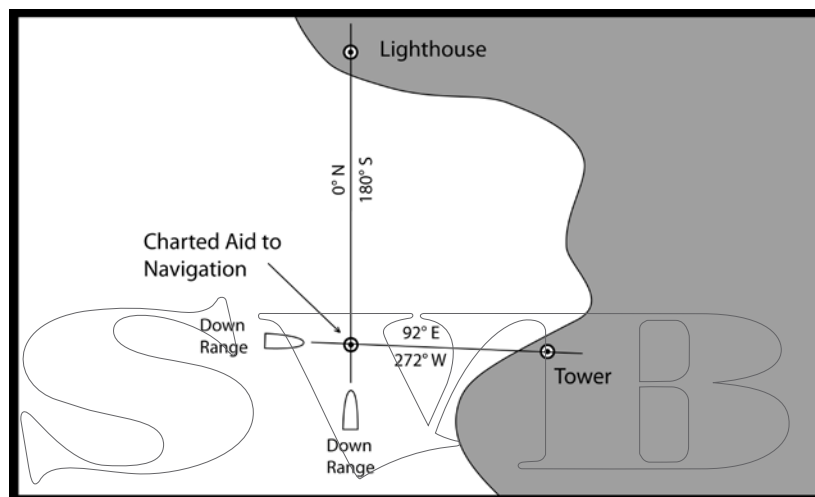 Lighthouse
0° N
180° S
Charted Aid to
Navigation
Down
Range
92° E
272° W
Tower
Down
Range
SVB